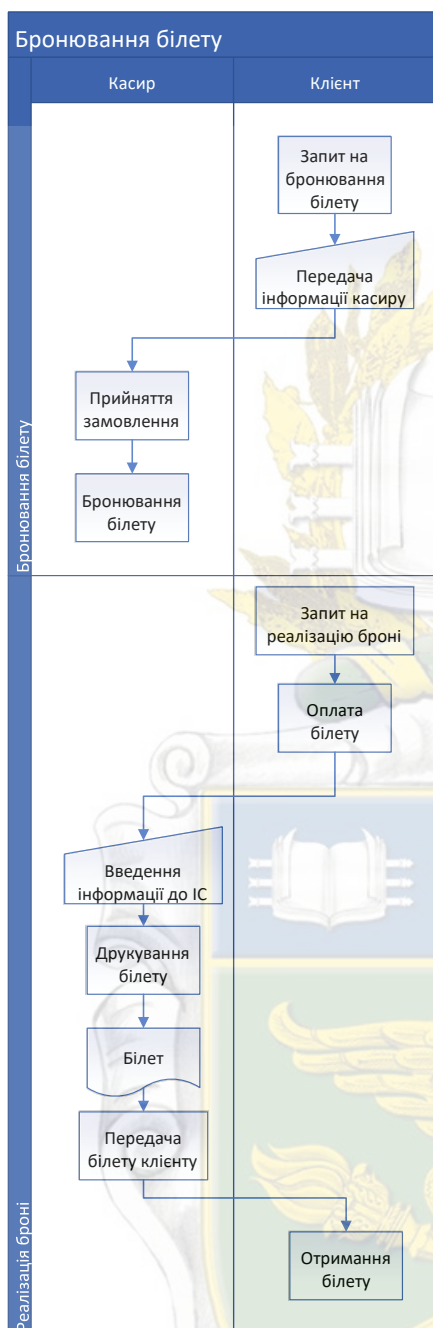 Бронювання білету
Касир
Клієнт
Бронювання білету
Запит на
бронювання
білету
Передача
інформації касиру
Прийняття
замовлення
Бронювання
білету
Реалізація броні
Запит на
реалізацію броні
Оплата
білету
Введення
інформації до ІС
Друкування
білету
Білет
Передача
білету клієнту
Отримання
білету